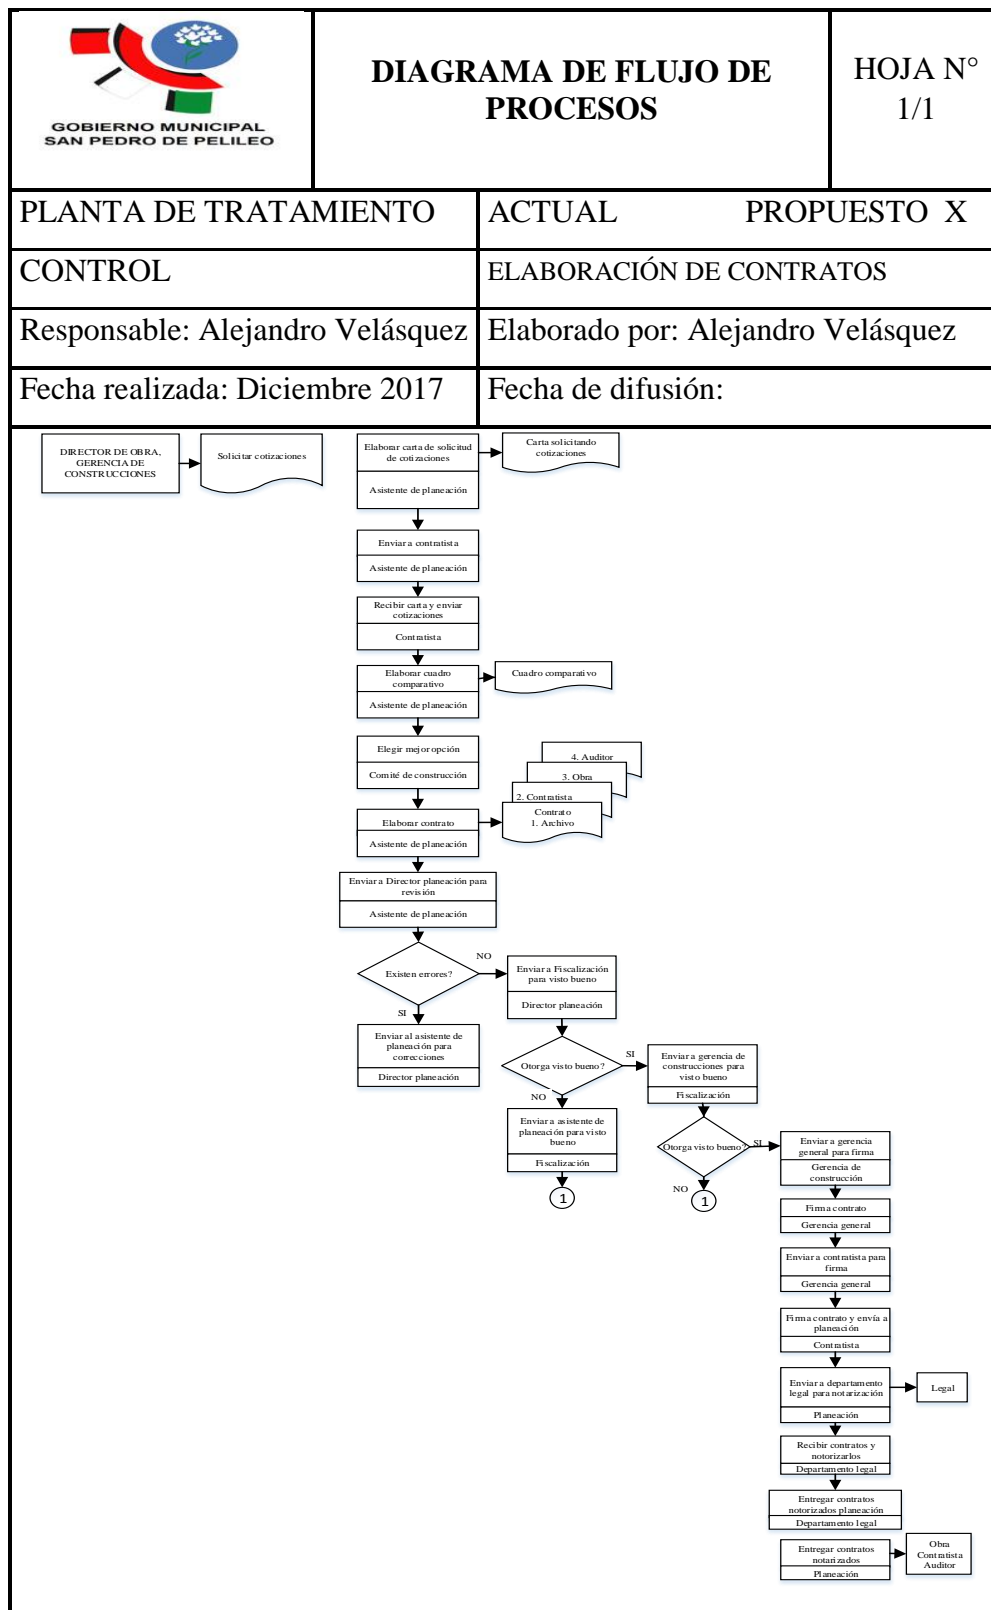 GOBIERNO MUNICIPAL
SAN PEDRO DE PELILEO
DIAGRAMA DE FLUJO DE
PROCESOS
HOJA N°
1/1
PLANTA DE TRATAMIENTO
ACTUAL PROPUESTO X
CONTROL
ELABORACIÓN DE CONTRATOS
Responsable: Alejandro Velásquez
Elaborado por: Alejandro Velásquez
Fecha realizada: Diciembre 2017
Fecha de difusión:
DIRECTOR DE OBRA,
GERENCIA DE
CONSTRUCCIONES
Solicitar cotizaciones
Elaborar carta de solicitud
de cotizaciones
Asistente de planeación
Carta solicitando
cotizaciones
Enviar a contratista
Asistente de planeación
Recibir carta y enviar
cotizaciones
Contratista
Elaborar cuadro
comparativo
Asistente de planeación
Cuadro comparativo
Elegir mejor opción
Comité de construcción
4. Auditor
3. Obra
2. Contratista
Contrato
1. Archivo
Elaborar contrato
Asistente de planeación
Enviar a Director planeación para
revisión
Asistente de planeación
Existen errores?
NO
SI
Enviar a Fiscalización
para visto bueno
Director planeación
Enviar al asistente de
planeación para
correcciones
Director planeación
Otorga visto bueno?
SI
NO
Enviar a gerencia de
construcciones para
visto bueno
Fiscalización
Enviar a asistente de
planeación para visto
bueno
Fiscalización
1
Otorga visto bueno?
SI
NO
1
Enviar a gerencia
general para firma
Gerencia de
construcción
Firma contrato
Gerencia general
Enviar a contratista para
firma
Gerencia general
Firma contrato y envía a
planeación
Contratista
Enviar a departamento
legal para notarización
Planeación
Legal
Recibir contratos y
notorizarlos
Departamento legal
Entregar contratos
notorizados planeación
Departamento legal
Entregar contratos
notarizados
Planeación
Obra
Contratista
Auditor